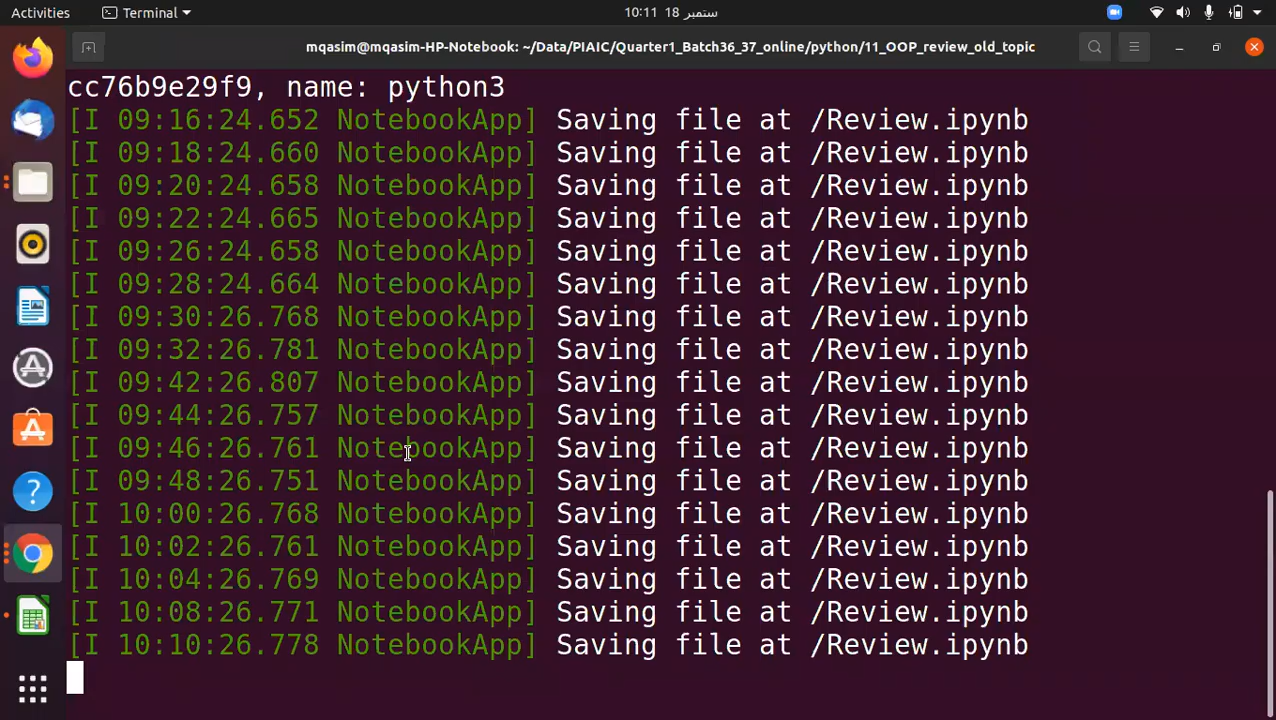 Activities
Terminal
10:11 18 ستمبر
mqasim@mqasim-HP-Notebook: ~/Data/PIAIC/Quarter1_Batch36_37_online/python/11_OOP_review_old_topic
cc76b9e29f9, name: python3
[I 09:16:24.652 NotebookApp] Saving file at /Review.ipynb
[I 09:18:24.660 NotebookApp] Saving file at /Review.ipynb
[I 09:20:24.658 NotebookApp] Saving file at /Review.ipynb
[I 09:22:24.665 NotebookApp] Saving file at /Review.ipynb
[I 09:26:24.658 NotebookApp] Saving file at /Review.ipynb
[I 09:28:24.664 NotebookApp] Saving file at /Review.ipynb
[I 09:30:26.768 NotebookApp] Saving file at /Review.ipynb
[I 09:32:26.781 NotebookApp] Saving file at /Review.ipynb
[I 09:42:26.807 NotebookApp] Saving file at /Review.ipynb
[I 09:44:26.757 NotebookApp] Saving file at /Review.ipynb
[I 09:46:26.761 NotebookApp] Saving file at /Review.ipynb
[I 09:48:26.751 NotebookApp] Saving file at /Review.ipynb
[I 10:00:26.768 NotebookApp] Saving file at /Review.ipynb
[I 10:02:26.761 NotebookApp] Saving file at /Review.ipynb
[I 10:04:26.769 NotebookApp] Saving file at /Review.ipynb
[I 10:08:26.771 NotebookApp] Saving file at /Review.ipynb
[I 10:10:26.778 NotebookApp] Saving file at /Review.ipynb